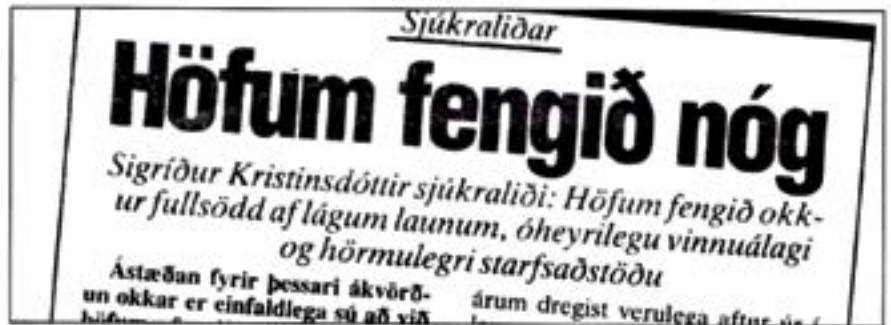 Sjúkraliðar
Höfum fengið nóg
Sigríður Kristinsdóttir sjúkraliði: Höfum fengið okk-
ur fullsödd af lágum launum, óheyrilegu vinnuálagi
og hörmulegri starfsaðstöðu
Ástæðan fyrir þessari ákvörð-
un okkar er einfaldlega sú að við
höfum
árum dregist verulega aftur úr í